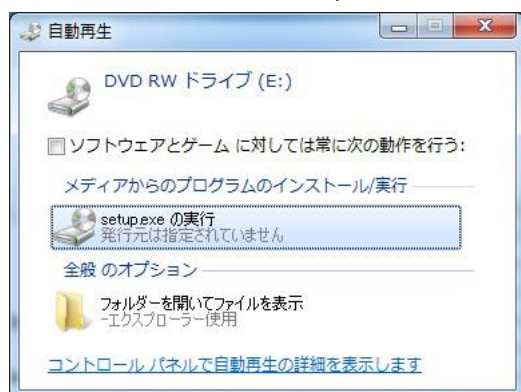 自動再生
DVD RW ドライブ (E:)
ソフトウェアとゲーム に対しては常に次の動作を行う:
メディアからのプログラムのインストール/実行
setup.exe の実行
発行元は指定されていません
全般 のオプション
フォルダーを開いてファイルを表示
-エクスプローラー使用
コントロール パネルで自動再生の詳細を表示します